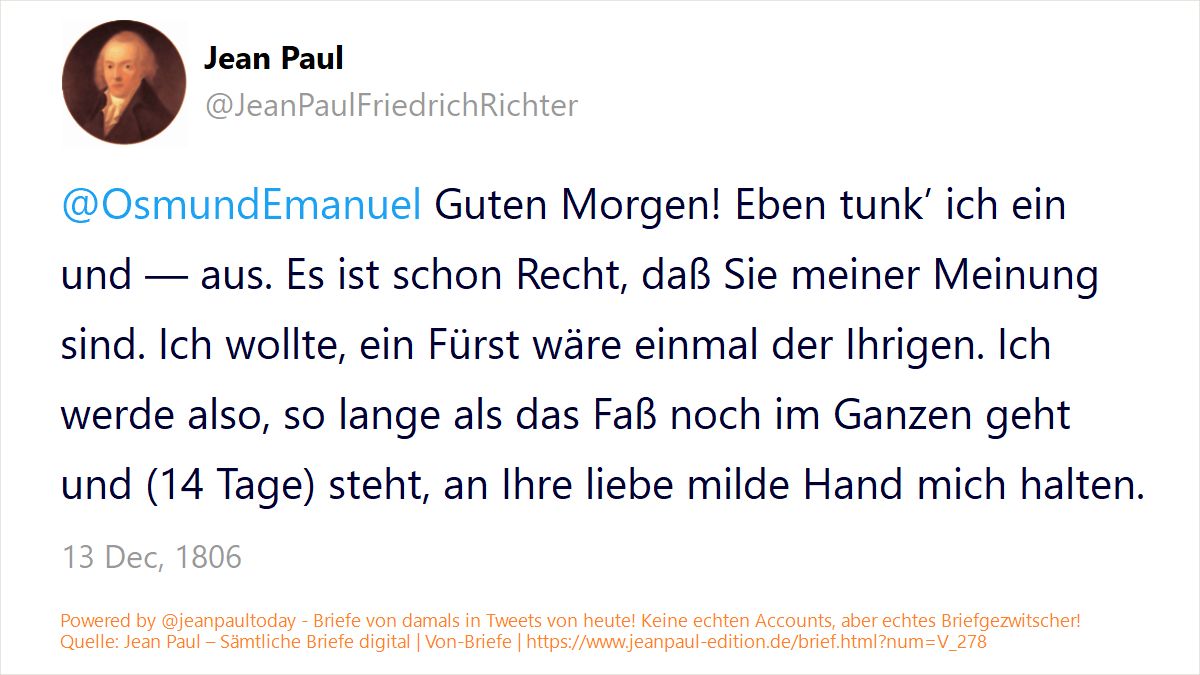 Jean Paul
@JeanPaulFriedrichRichter
@OsmundEmanuel Guten Morgen! Eben tunk’ ich ein
und — aus. Es ist schon Recht, daß Sie meiner Meinung
sind. Ich wollte, ein Fürst wäre einmal der Ihrigen. Ich
werde also, so lange als das Faß noch im Ganzen geht
und (14 Tage) steht, an Ihre liebe milde Hand mich halten.
13 Dec, 1806
Powered by @jeanpaultoday - Briefe von damals in Tweets von heute! Keine echten Accounts, aber echtes Briefgezwitscher!
Quelle: Jean Paul – Sämtliche Briefe digital | Von-Briefe | https://www.jeanpaul-edition.de/brief.html?num=V_278